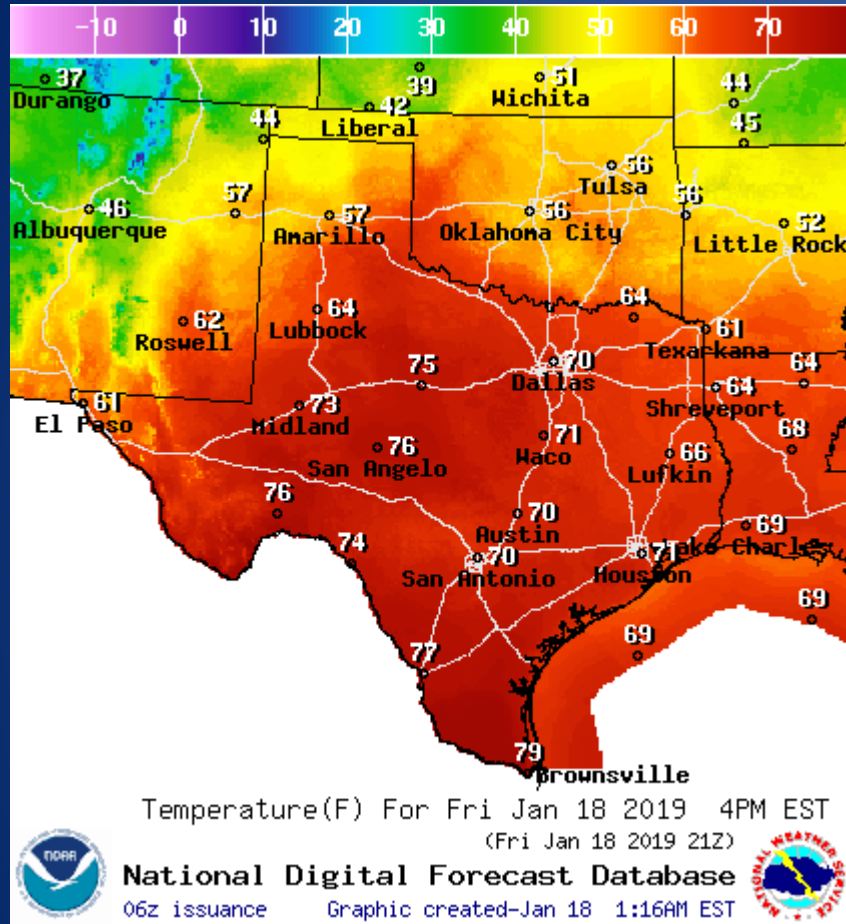 -10 0 10 20 30 40 50 60 70
37
Durango
39
51
Wichita
44
42
Liberal
44
45
56
Tulsa
46
Albuquerque
57
57
Amarillo
56
Oklahoma City
56
52
Little Rock
62
Roswell
64
Lubbock
64
61
Texarkana
70
Dallas
75
64
Shreveport
64
61
El Paso
73
Midland
76
San Angelo
71
Waco
66
Lufkin
68
76
70
Austin
69
Lake Charles
74
70
San Antonio
71
Houston
69
69
77
79
Brownsville
Temperature(F) For Fri Jan 18 2019 4PM EST
(Fri Jan 18 2019 21Z)
NOAA
National Digital Forecast Database
06z issuance Graphic created-Jan 18 1:16AM EST
NATIONAL WEATHER SERVICE